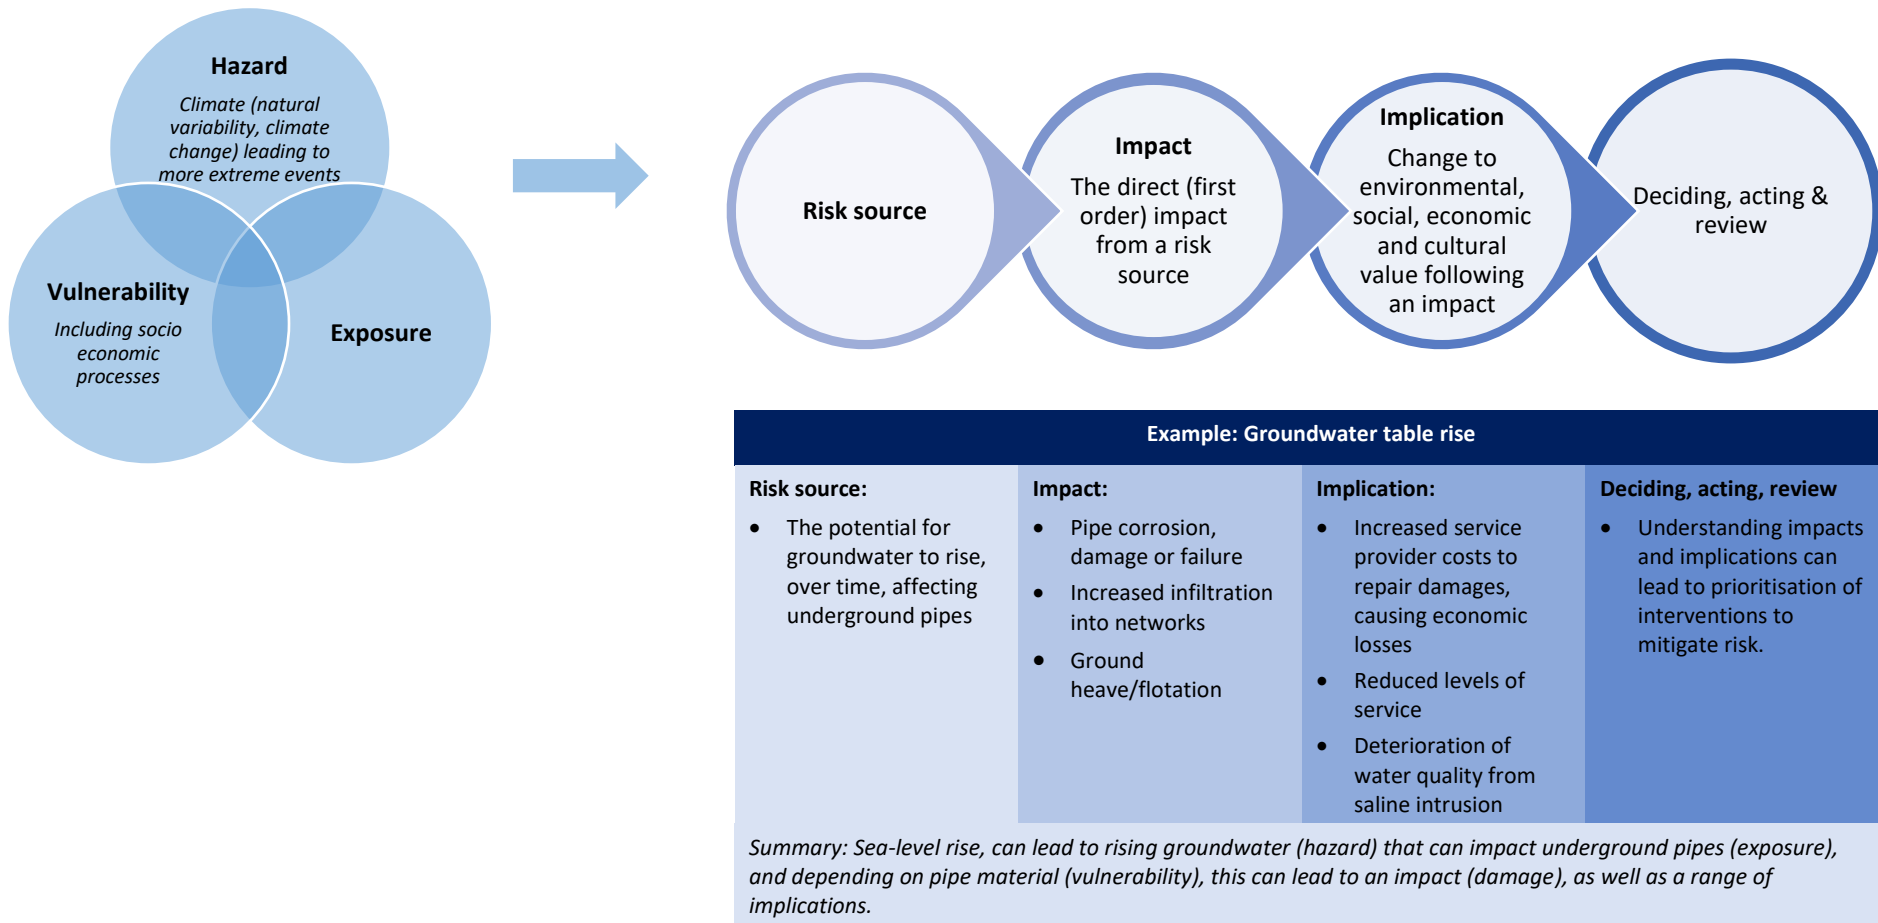 Hazard
Climate (natural
variability, climate
change) leading to
more extreme events
Vulnerability
Including socio
economic
processes
Exposure
Risk source
Impact
The direct (first
order) impact
from a risk
source
Implication
Change to
environmental,
social, economic
and cultural
value following
an impact
Deciding, acting &
review
Example: Groundwater table rise
Risk source:
• The potential for
groundwater to rise,
over time, affecting
underground pipes
Impact:
• Pipe corrosion,
damage or failure
• Increased infiltration
into networks
• Ground
heave/flotation
Implication:
• Increased service
provider costs to
repair damages,
causing economic
losses
• Reduced levels of
service
• Deterioration of
water quality from
saline intrusion
Deciding, acting, review
• Understanding impacts
and implications can
lead to prioritisation of
interventions to
mitigate risk.
Summary: Sea-level rise, can lead to rising groundwater (hazard) that can impact underground pipes (exposure),
and depending on pipe material (vulnerability), this can lead to an impact (damage), as well as a range of
implications.